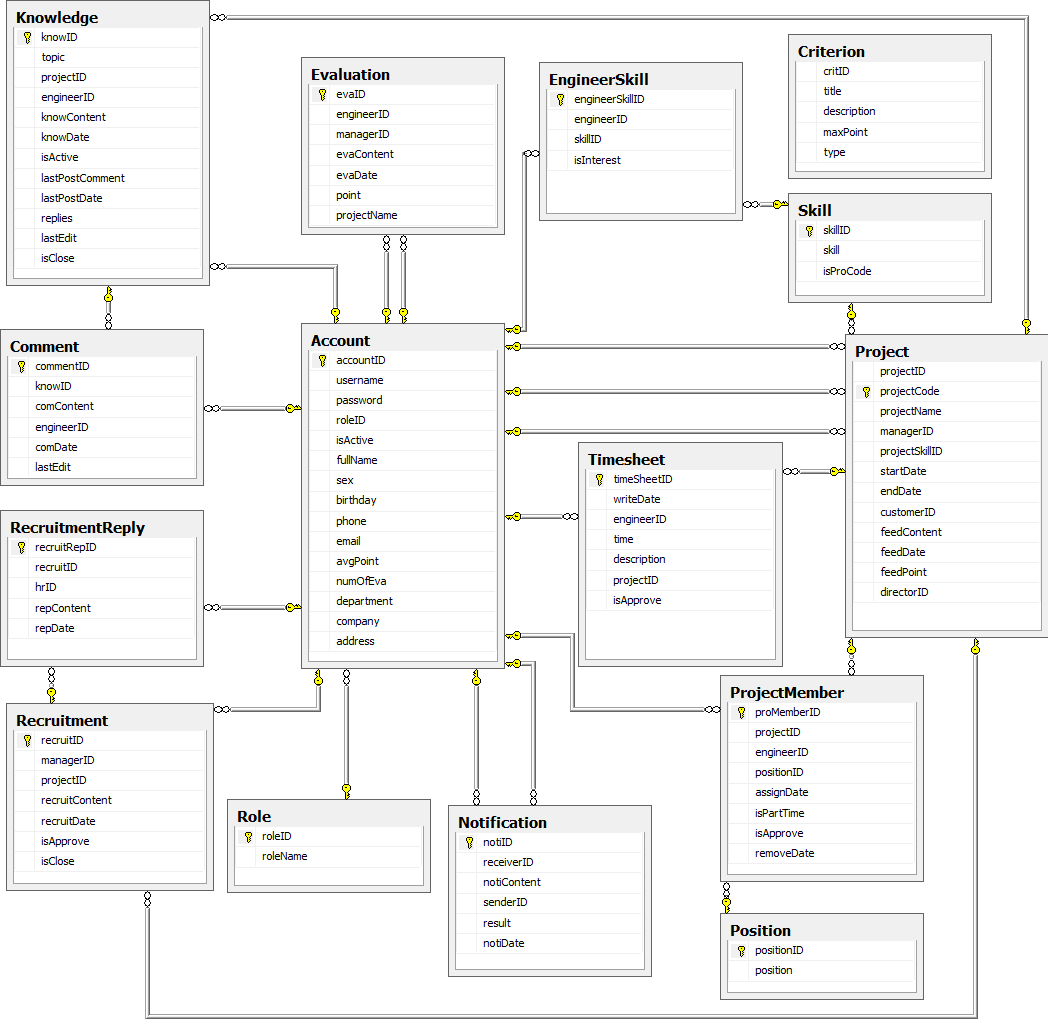 Knowledge
knowID
topic
projectID
engineerID
knowContent
knowDate
isActive
lastPostComment
lastPostDate
replies
lastEdit
isClose
Evaluation
evaID
engineerID
managerID
evaContent
evaDate
point
projectName
EngineerSkill
engineerSkillID
engineerID
skillID
isInterest
Criterion
critID
title
description
maxPoint
type
Skill
skillID
skill
isProCode
Comment
commentID
knowID
comContent
engineerID
comDate
lastEdit
Account
accountID
username
password
roleID
isActive
fullName
sex
birthday
phone
email
avgPoint
numOfEva
department
company
address
Project
projectID
projectCode
projectName
managerID
projectSkillID
startDate
endDate
customerID
feedContent
feedDate
feedPoint
directorID
Timesheet
timeSheetID
writeDate
engineerID
time
description
projectID
isApprove
RecruitmentReply
recruitRepID
recruitID
hrID
repContent
repDate
Recruitment
recruitID
managerID
projectID
recruitContent
recruitDate
isApprove
isClose
Role
roleID
roleName
Notification
notiID
receiverID
notiContent
senderID
result
notiDate
ProjectMember
proMemberID
projectID
engineerID
positionID
assignDate
isPartTime
isApprove
removeDate
Position
positionID
position